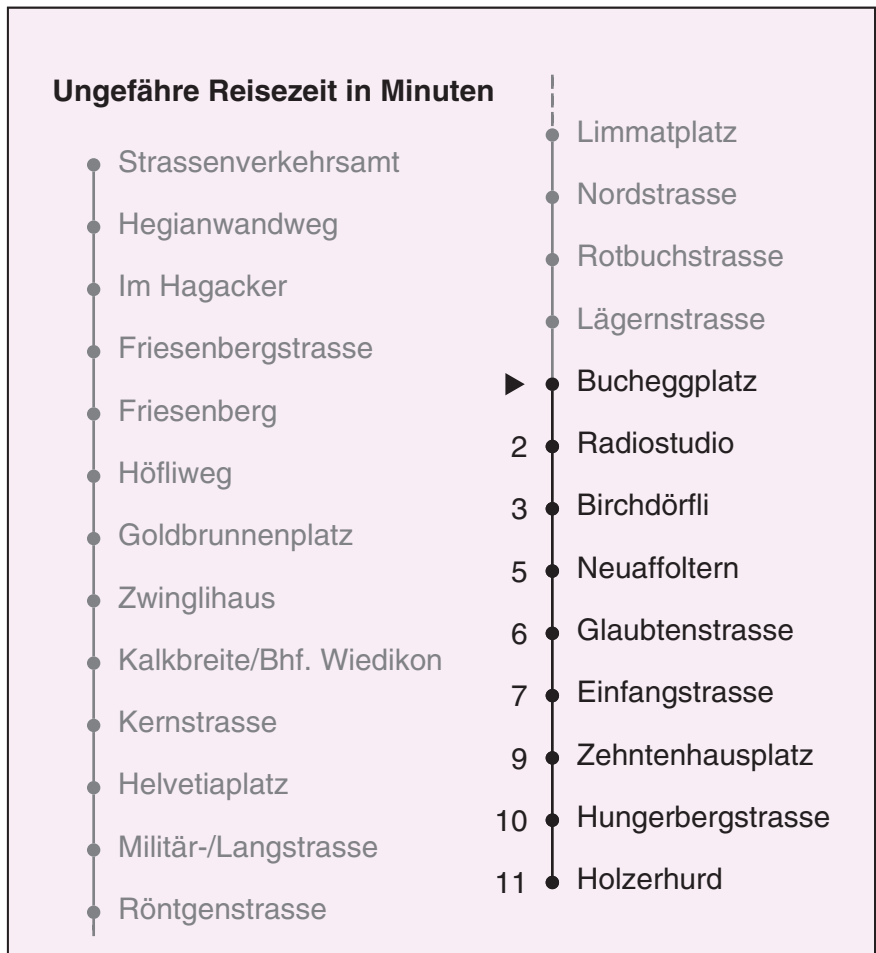 Ungefähre Reisezeit in Minuten
Strassenverkehrsamt
Hegianwandweg
Im Hagacker
Friesenbergstrasse
Friesenberg
Höfliweg
Goldbrunnenplatz
Zwinglihaus
Kalkbreite/Bhf. Wiedikon
Kernstrasse
Helvetiaplatz
Militär-/Langstrasse
Röntgenstrasse
Limmatplatz
Nordstrasse
Rotbuchstrasse
Lägernstrasse
Bucheggplatz
2 Radiostudio
3 Birchdörfli
5 Neuaffoltern
6 Glaubtenstrasse
7 Einfangstrasse
9 Zehntenhausplatz
10 Hungerbergstrasse
11 Holzerhurd